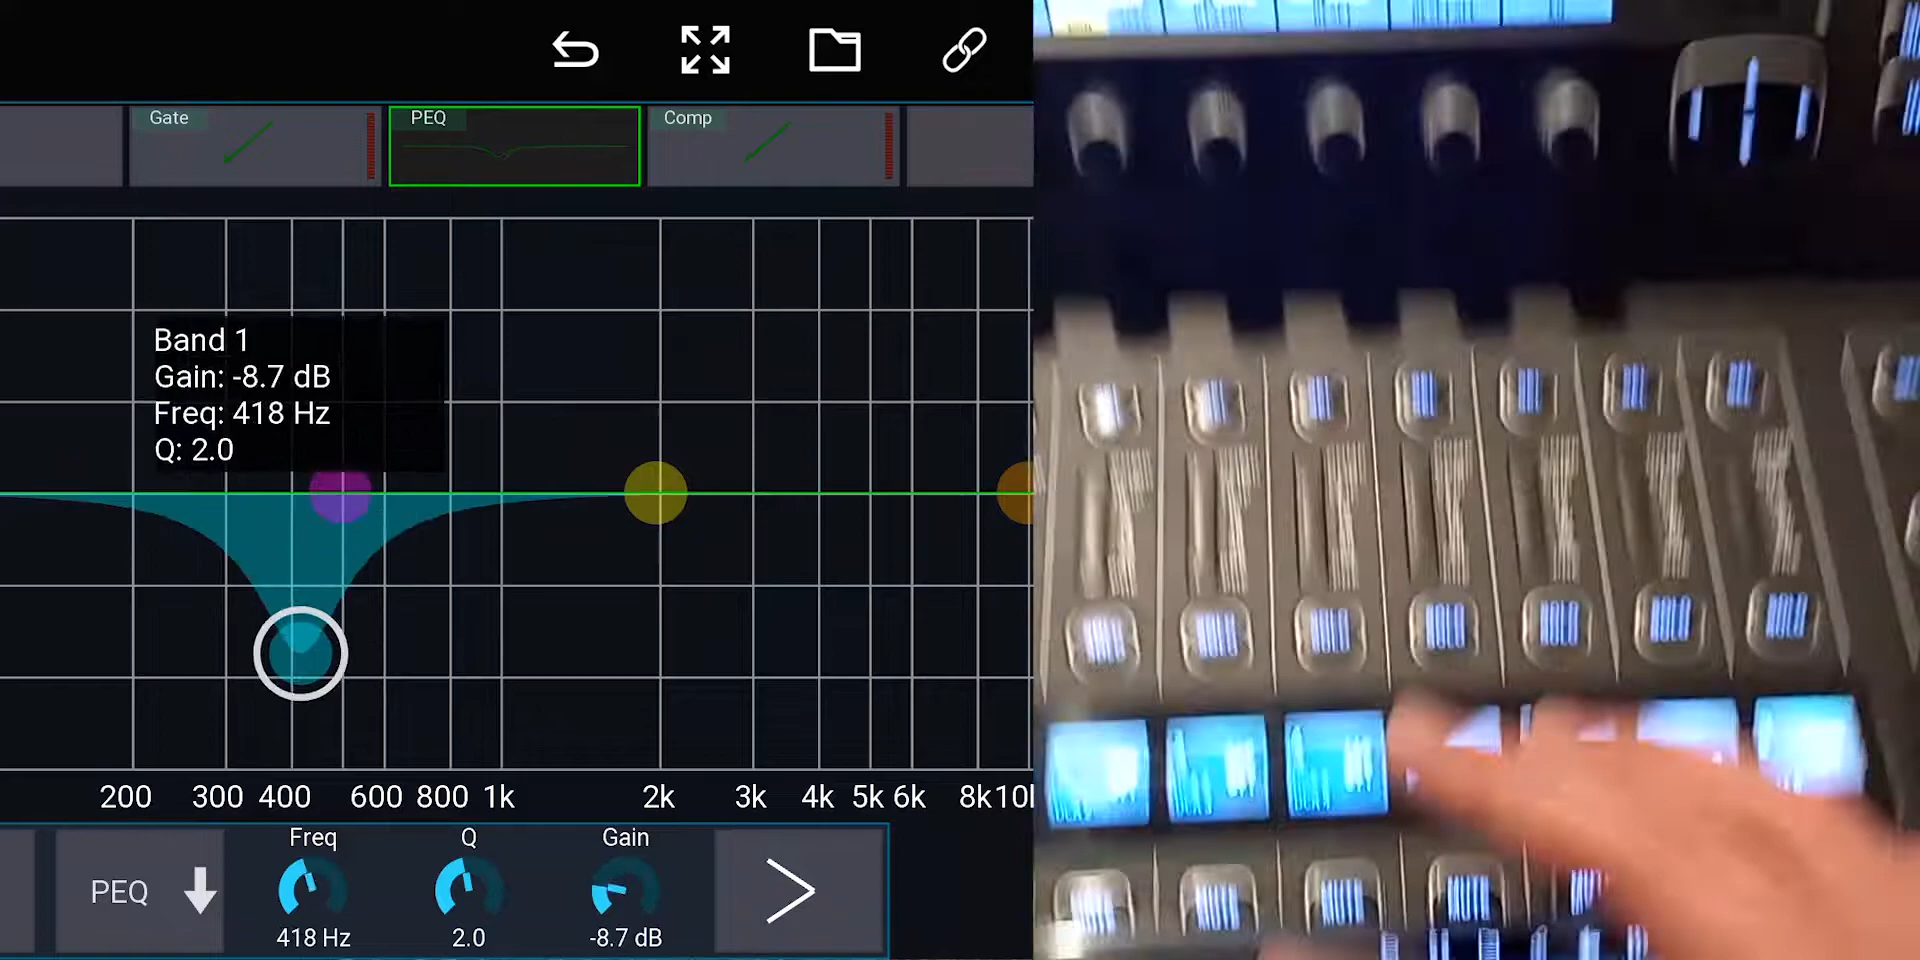 Gate
PEQ
Comp
Band 1
Gain: -8.7 dB
Freq: 418 Hz
Q: 2.0
200 300 400 600 800 1k 2k 3k 4k 5k 6k 8k
PEQ
Freq Q Gain
418 Hz 2.0 -8.7 dB